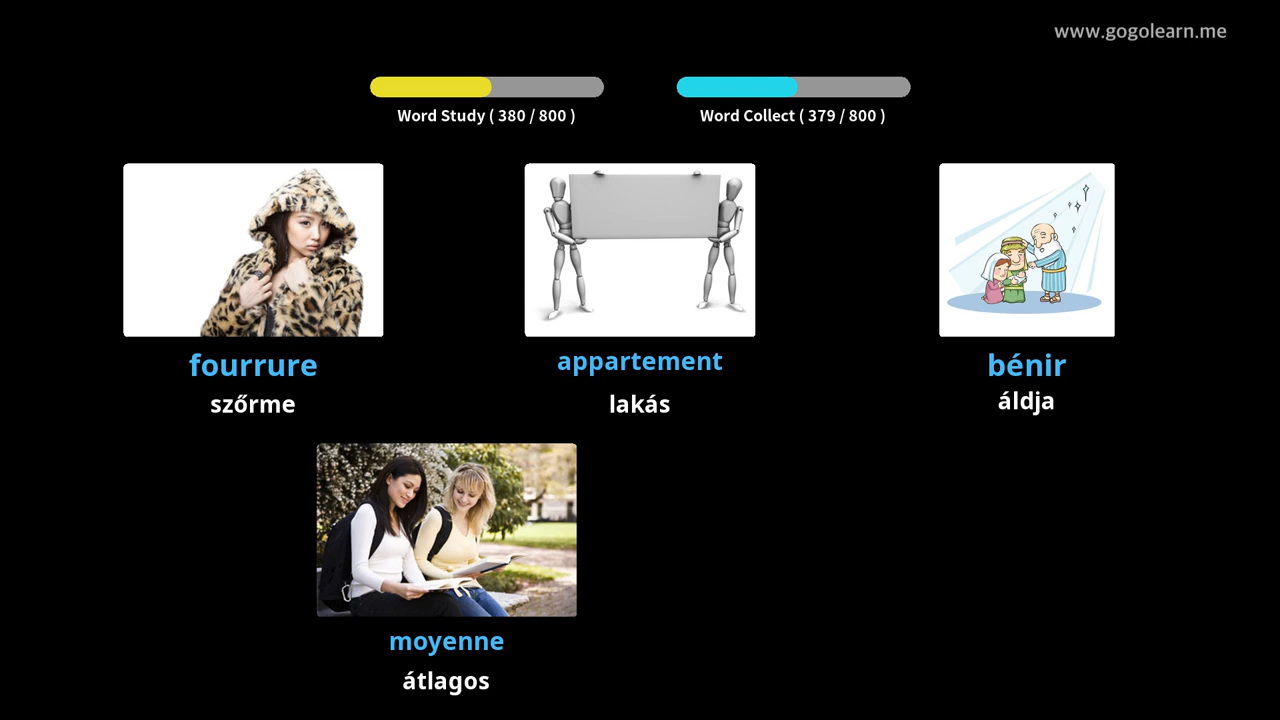 www.gogolearn.me
Word Study ( 380 / 800 )
Word Collect ( 379 / 800 )
fourrure
szőrme
appartement
lakás
bénir
áldja
moyenne
átlagos